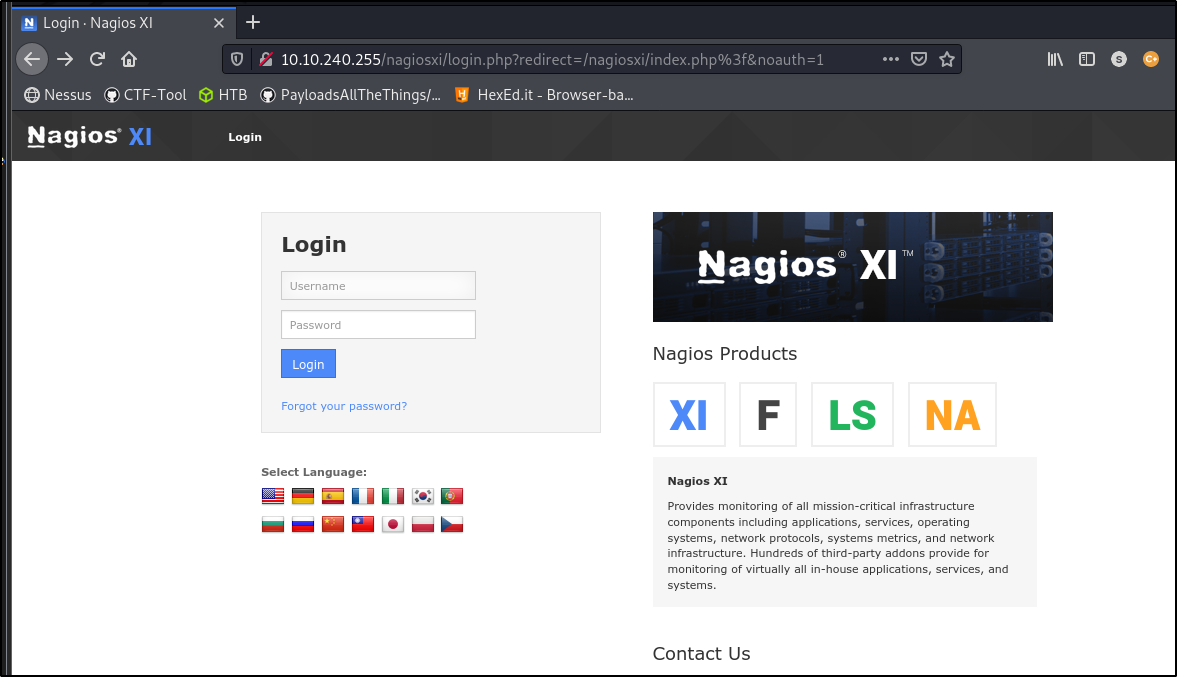 Login · Nagios XI
10.10.240.255/nagiosxi/login.php?redirect=/nagiosxi/index.php%3f&noauth=1
S
C+
Nessus
CTF-Tool
HTB
PayloadsAllTheThings/…
HexEd.it - Browser-ba…
Nagios® XI
Login
Login
Username
Password
Login
Forgot your password?
Select Language:
Nagios® XI™
Nagios Products
XI F LS NA
Nagios XI
Provides monitoring of all mission-critical infrastructure
components including applications, services, operating
systems, network protocols, systems metrics, and network
infrastructure. Hundreds of third-party addons provide for
monitoring of virtually all in-house applications, services, and
systems.
Contact Us